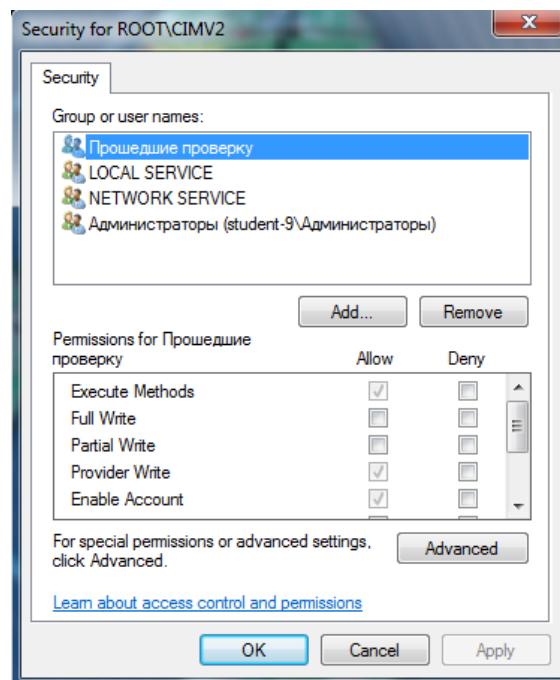 Security for ROOT\CIMV2
Security
Group or user names:
Прошедшие проверку
LOCAL SERVICE
NETWORK SERVICE
Администраторы (student-9\Администраторы)
Add...
Remove
Permissions for Прошедшие
проверку
Allow
Deny
Execute Methods
Full Write
Partial Write
Provider Write
Enable Account
For special permissions or advanced settings,
click Advanced.
Advanced
Learn about access control and permissions
OK
Cancel
Apply